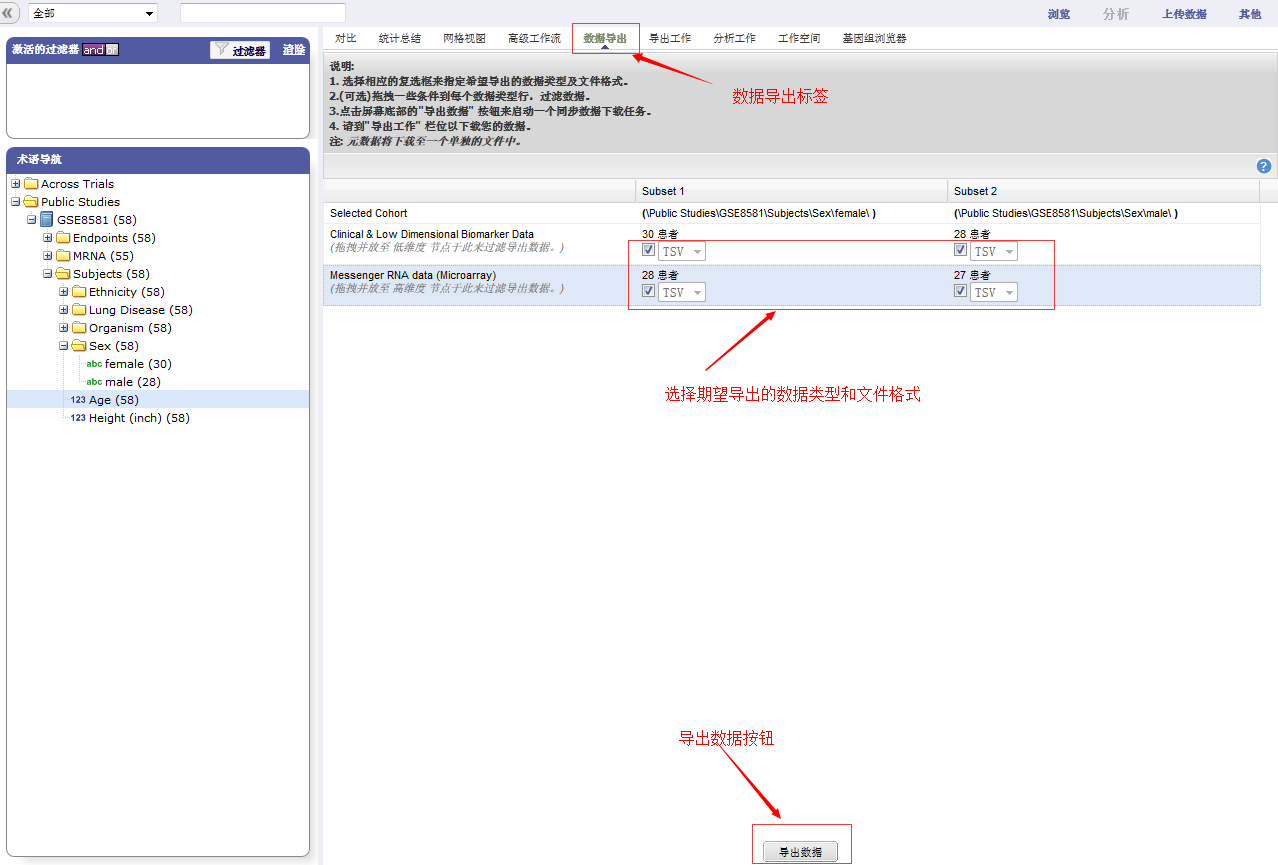 全部
浏览 分析 上传数据 其他
激活的过滤器 and or 过滤器 清除
术语导航
Across Trials
Public Studies
GSE8581 (58)
Endpoints (58)
MRNA (55)
Subjects (58)
Ethnicity (58)
Lung Disease (58)
Organism (58)
Sex (58)
abc female (30)
abc male (28)
123 Age (58)
123 Height (inch) (58)
对比 统计总结 网格视图 高级工作流 数据导出 导出工作 分析工作 工作空间 基因组浏览器
说明:
1. 选择相应的复选框来指定希望导出的数据类型及文件格式。
2.(可选)拖拽一些条件到每个数据类型行，过滤数据。
3.点击屏幕底部的"导出数据" 按钮来启动一个同步数据下载任务。
4. 请到"导出工作" 栏位以下载您的数据。
注: 元数据将下载至一个单独的文件中。
数据导出标签
?
Subset 1 Subset 2
Selected Cohort (\Public Studies\GSE8581\Subjects\Sex\female\ ) (\Public Studies\GSE8581\Subjects\Sex\male\ )
Clinical & Low Dimensional Biomarker Data 30 患者 28 患者
(拖拽并放至 低维度 节点于此来过滤导出数据。) TSV TSV
Messenger RNA data (Microarray) 28 患者 27 患者
(拖拽并放至 高维度 节点于此来过滤导出数据。) TSV TSV
选择期望导出的数据类型和文件格式
导出数据按钮
导出数据